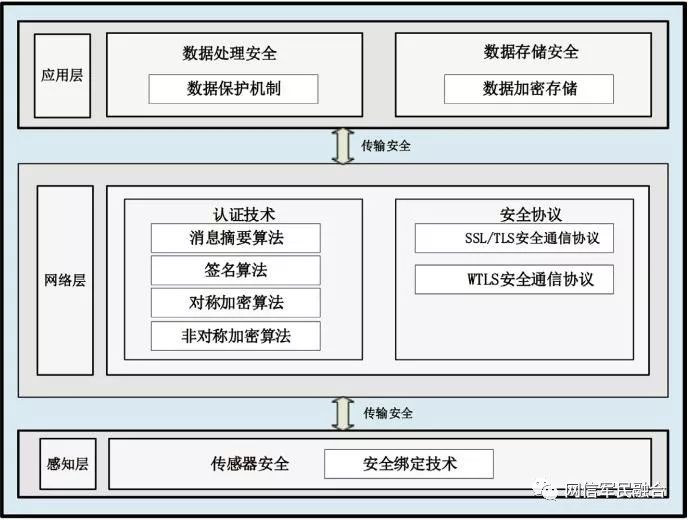 应用层
数据处理安全
数据保护机制
数据存储安全
数据加密存储
传输安全
网络层
认证技术
消息摘要算法
签名算法
对称加密算法
非对称加密算法
安全协议
SSL/TLS安全通信协议
WTLS安全通信协议
传输安全
感知层
传感器安全
安全绑定技术
网信军民融合